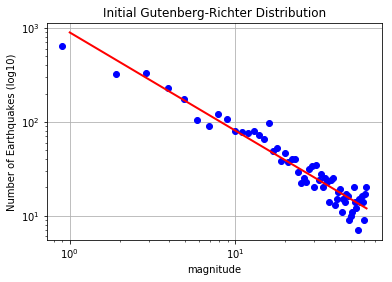 Initial Gutenberg-Richter Distribution
Number of Earthquakes (log10)
10³
10²
10¹
10⁰
10¹
magnitude